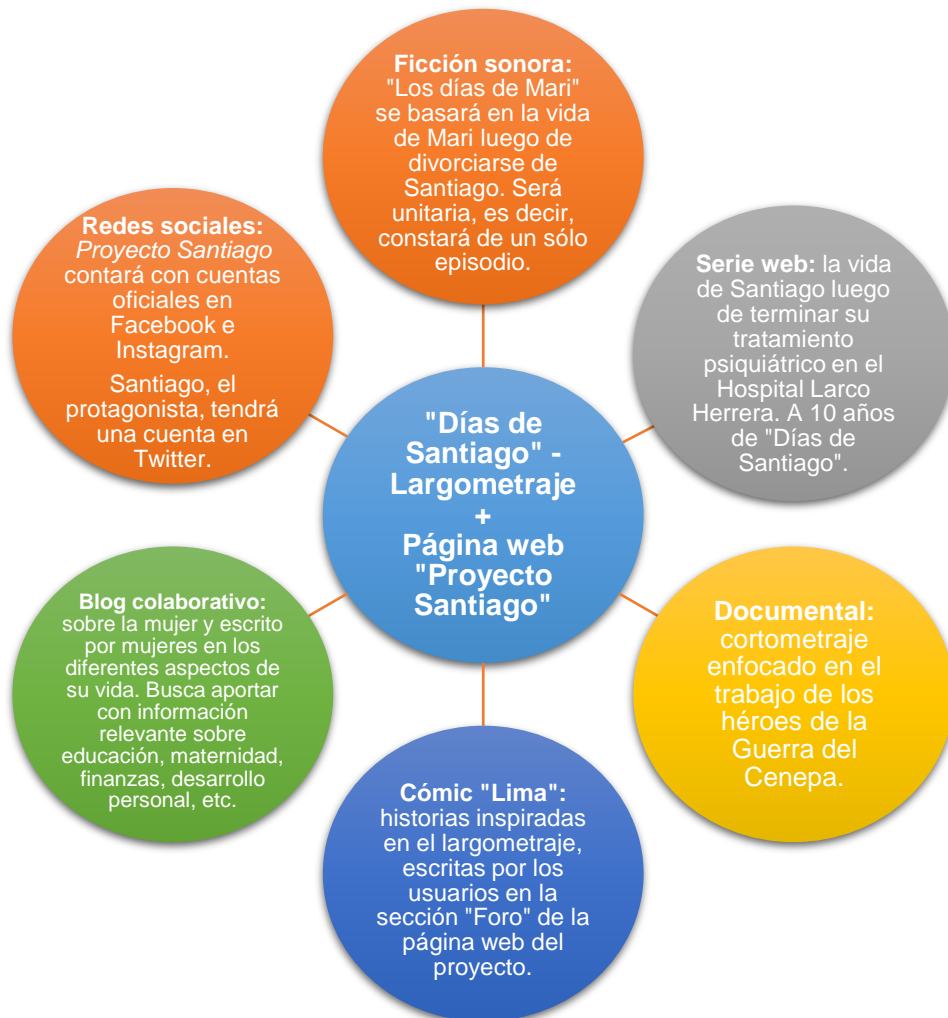 Ficción sonora:
"Los días de Mari"
se basará en la vida
de Mari luego de
divorciarse de
Santiago. Será
unitaria, es decir,
constará de un sólo
episodio.
Redes sociales:
Proyecto Santiago
contará con cuentas
oficiales en
Facebook e
Instagram.
Santiago, el
protagonista, tendrá
una cuenta en
Twitter.
Serie web: la vida
de Santiago luego
de terminar su
tratamiento
psiquiátrico en el
Hospital Larco
Herrera. A 10 años
de "Días de
Santiago".
"Días de
Santiago" -
Largometraje
+
Página web
"Proyecto
Santiago"
Blog colaborativo:
sobre la mujer y escrito
por mujeres en los
diferentes aspectos de
su vida. Busca aportar
con información
relevante sobre
educación, maternidad,
finanzas, desarrollo
personal, etc.
Documental:
cortometraje
enfocado en el
trabajo de los
héroes de la
Guerra del
Cenepa.
Cómic "Lima":
historias inspiradas
en el largometraje,
escritas por los
usuarios en la
sección "Foro" de la
página web del
proyecto.